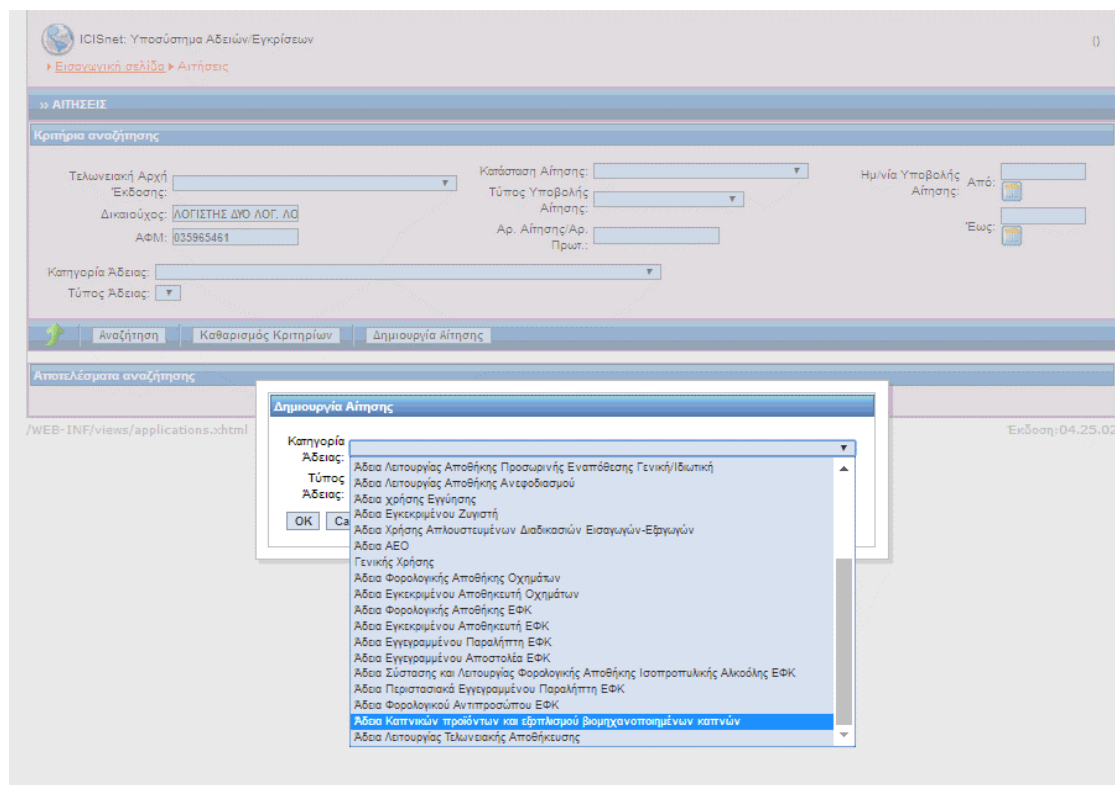 ICISnet: Υποσύστημα Αδειών/Εγκρίσεων
()
Εισαγωγική σελίδα Αιτήσεις
» ΑΙΤΗΣΕΙΣ
Κριτήρια αναζήτησης
Τελωνειακή Αρχή Έκδοσης:
Κατάσταση Αίτησης:
Ημ/νία Υποβολής Αίτησης: Από:
Τύπος Υποβολής Αίτησης:
Δικαιούχος: ΛΟΓΙΣΤΗΣ ΔΥΟ ΛΟΓ. ΛΟ
Έως:
ΑΦΜ: 035965461
Αρ. Αίτησης/Αρ. Πρωτ.:
Κατηγορία Άδειας:
Τύπος Άδειας:
Αναζήτηση Καθαρισμός Κριτηρίων Δημιουργία Αίτησης
Αποτελέσματα αναζήτησης
Δημιουργία Αίτησης
/WEB-INF/views/applications.xhtml
Έκδοση:04.25.02
Κατηγορία Άδειας:
Τύπος Άδειας:
OK Ca
Άδεια Λειτουργίας Αποθήκης Προσωρινής Εναπόθεσης Γενική/Ιδιωτική
Άδεια Λειτουργίας Αποθήκης Ανεφοδιασμού
Άδεια χρήσης Εγγύησης
Άδεια Εγκεκριμένου Ζυγιστή
Άδεια Χρήσης Απλουστευμένων Διαδικασιών Εισαγωγών-Εξαγωγών
Άδεια ΑΕΟ
Γενικής Χρήσης
Άδεια Φορολογικής Αποθήκης Οχημάτων
Άδεια Εγκεκριμένου Αποθηκευτή Οχημάτων
Άδεια Φορολογικής Αποθήκης ΕΦΚ
Άδεια Εγκεκριμένου Αποθηκευτή ΕΦΚ
Άδεια Εγγεγραμμένου Παραλήπτη ΕΦΚ
Άδεια Εγγεγραμμένου Αποστολέα ΕΦΚ
Άδεια Σύστασης και Λειτουργίας Φορολογικής Αποθήκης Ισοπροπυλικής Αλκοόλης ΕΦΚ
Άδεια Περιστασιακά Εγγεγραμμένου Παραλήπτη ΕΦΚ
Άδεια Φορολογικού Αντιπροσώπου ΕΦΚ
Άδεια Καπνικών προϊόντων και εξοπλισμού βιομηχανοποιημένων καπνών
Άδεια Λειτουργίας Τελωνειακής Αποθήκευσης